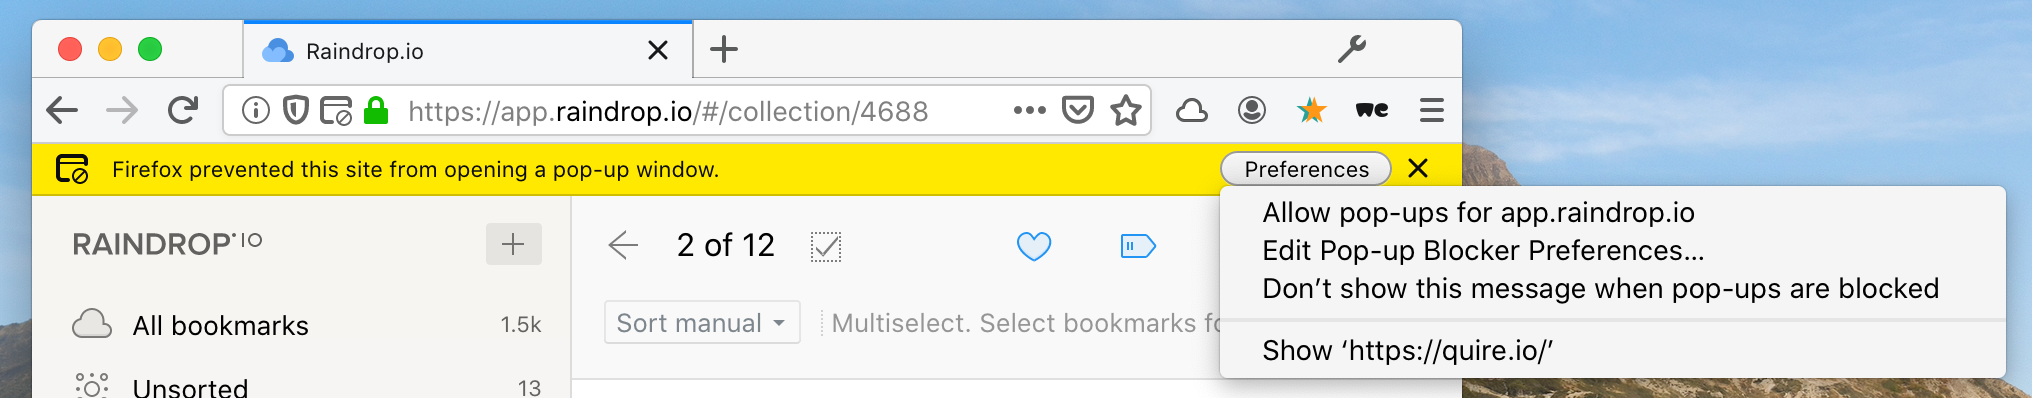 Raindrop.io
https://app.raindrop.io/#/collection/4688
we
Firefox prevented this site from opening a pop-up window.
Preferences
Allow pop-ups for app.raindrop.io
Edit Pop-up Blocker Preferences...
Don’t show this message when pop-ups are blocked
Show ‘https://quire.io/’
RAINDROP•IO
2 of 12
Sort manual
Multiselect. Select bookmarks fo
All bookmarks 1.5k
Unsorted 13